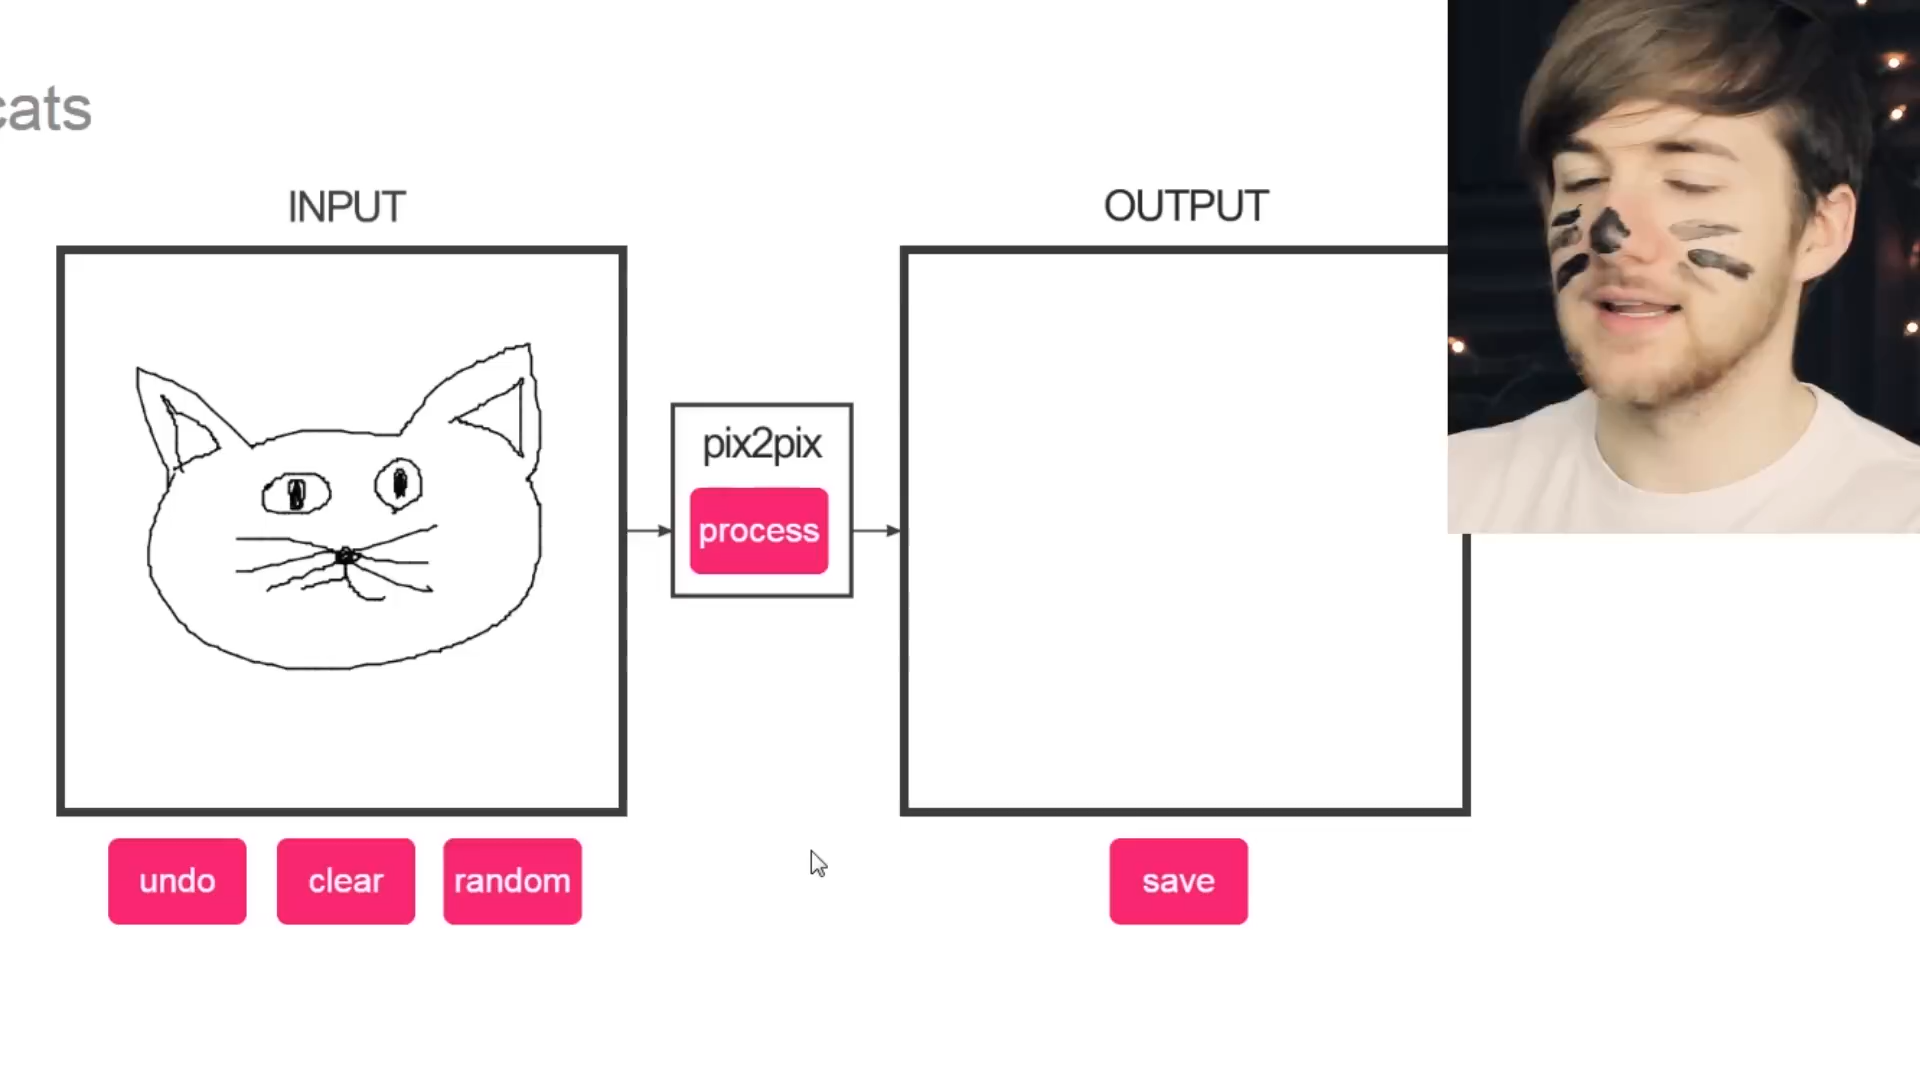 cats
INPUT
OUTPUT
pix2pix
process
undo
clear
random
save